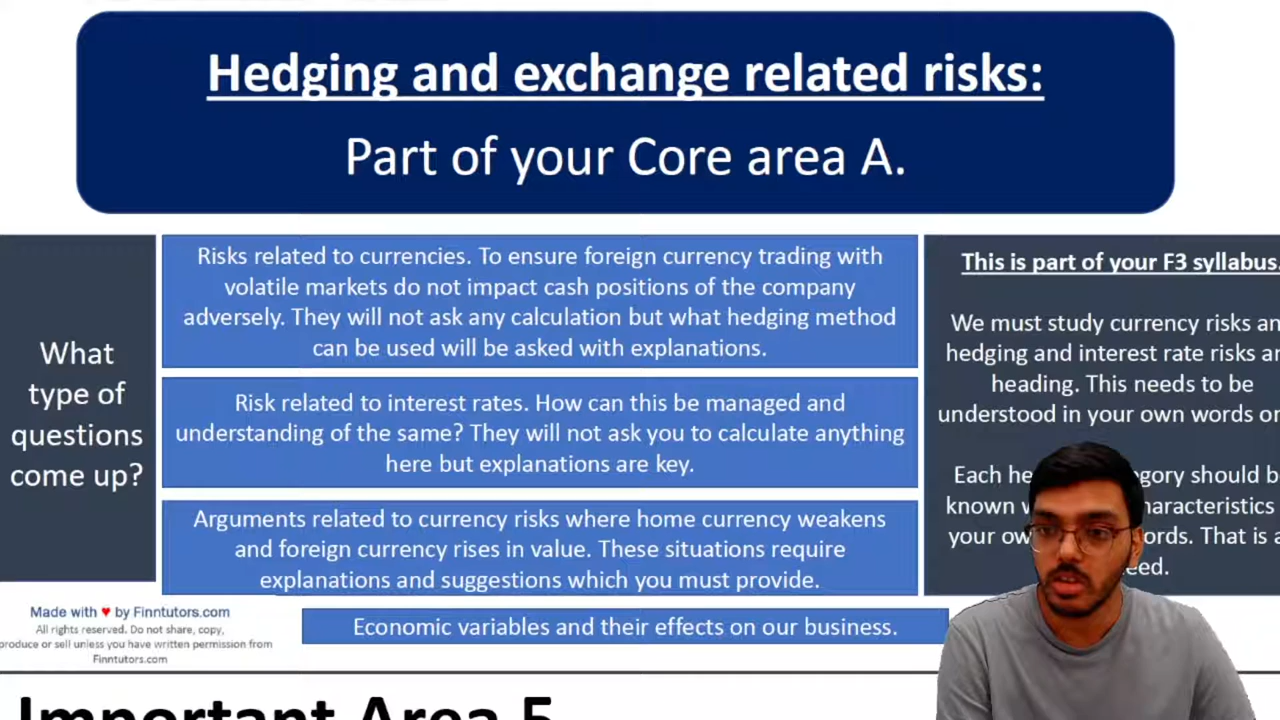 Hedging and exchange related risks:
Part of your Core area A.
What
type of
questions
come up?
Risks related to currencies. To ensure foreign currency trading with
volatile markets do not impact cash positions of the company
adversely. They will not ask any calculation but what hedging method
can be used will be asked with explanations.
Risk related to interest rates. How can this be managed and
understanding of the same? They will not ask you to calculate anything
here but explanations are key.
Arguments related to currency risks where home currency weakens
and foreign currency rises in value. These situations require
explanations and suggestions which you must provide.
Economic variables and their effects on our business.
This is part of your F3 syllabus.
We must study currency risks an
hedging and interest rate risks ar
heading. This needs to be
understood in your own words on
Each he egory should b
known haracteristics
your ow ords. That is a
eed.
Made with ♥ by Finntutors.com
All rights reserved. Do not share, copy,
produce or sell unless you have written permission from
Finntutors.com
Important Area 5